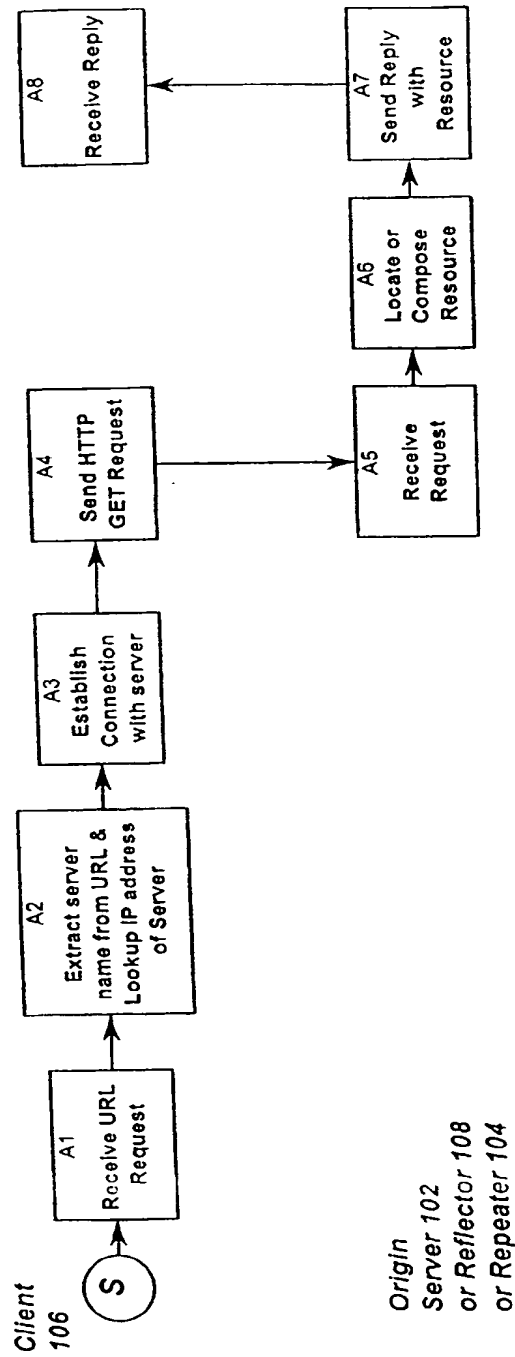 Client
106
S
A1
Receive URL
Request
A2
Extract server
name from URL &
Lookup IP address
of Server
A3
Establish
Connection
with server
A4
Send HTTP
GET Request
A8
Receive Reply
Origin
Server 102
or Reflector 108
or Repeater 104
A5
Receive
Request
A6
Locate or
Compose
Resource
A7
Send Reply
with
Resource